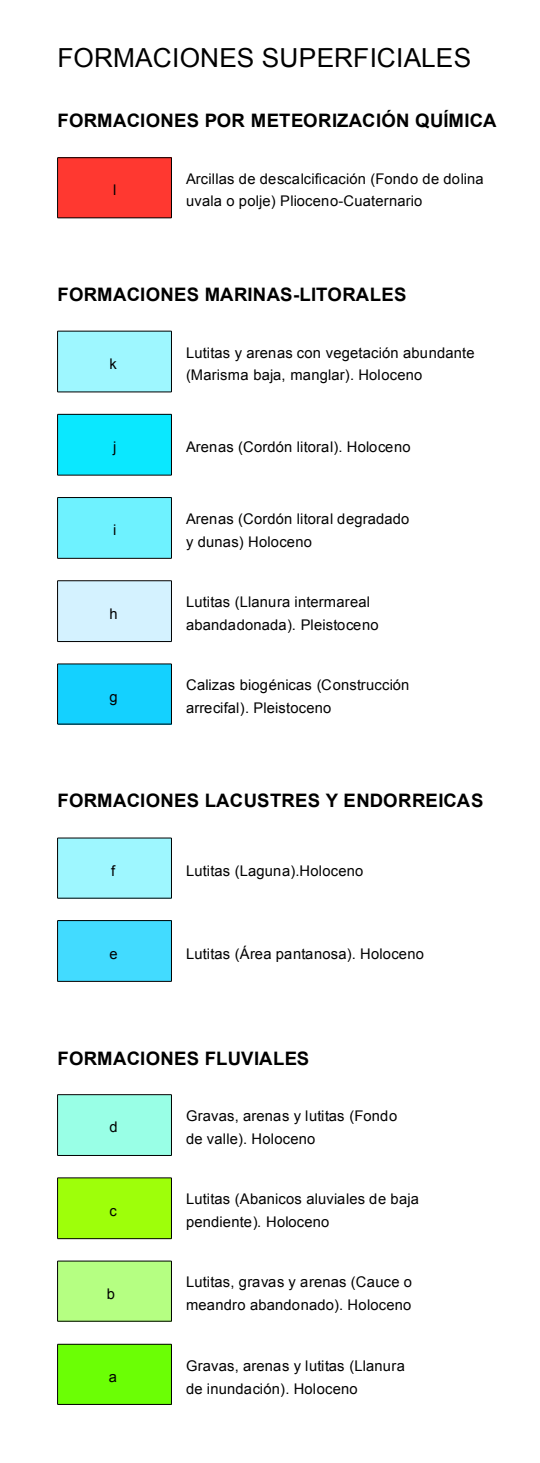 FORMACIONES SUPERFICIALES
FORMACIONES POR METEORIZACIÓN QUÍMICA
l
Arcillas de descalcificación (Fondo de dolina
uvala o polje) Plioceno-Cuaternario
FORMACIONES MARINAS-LITORALES
k
Lutitas y arenas con vegetación abundante
(Marisma baja, manglar). Holoceno
j
Arenas (Cordón litoral). Holoceno
i
Arenas (Cordón litoral degradado
y dunas) Holoceno
h
Lutitas (Llanura intermareal
abandadonada). Pleistoceno
g
Calizas biogénicas (Construcción
arrecifal). Pleistoceno
FORMACIONES LACUSTRES Y ENDORREICAS
f
Lutitas (Laguna).Holoceno
e
Lutitas (Área pantanosa). Holoceno
FORMACIONES FLUVIALES
d
Gravas, arenas y lutitas (Fondo
de valle). Holoceno
c
Lutitas (Abanicos aluviales de baja
pendiente). Holoceno
b
Lutitas, gravas y arenas (Cauce o
meandro abandonado). Holoceno
a
Gravas, arenas y lutitas (Llanura
de inundación). Holoceno